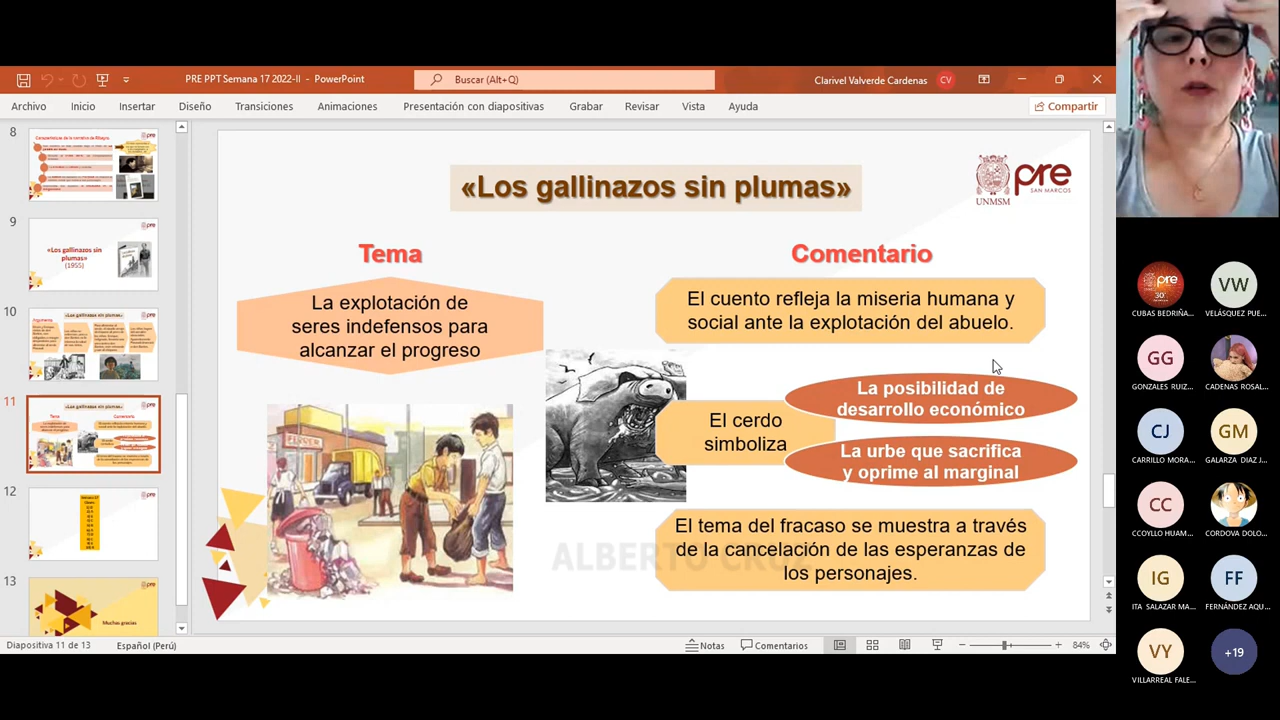 PRE PPT Semana 17 2022-II - PowerPoint
Buscar (Alt+Q)
Clarivel Valverde Cardenas
CV
Archivo
Inicio
Insertar
Diseño
Transiciones
Animaciones
Presentación con diapositivas
Grabar
Revisar
Vista
Ayuda
Compartir
8
9
«Los gallinazos sin
plumas»
(1955)
10
11
12
13
Muchas gracias
«Los gallinazos sin plumas»
UNMSM
pre
SAN MARCOS
Tema
La explotación de
seres indefensos para
alcanzar el progreso
Comentario
El cuento refleja la miseria humana y
social ante la explotación del abuelo.
El cerdo
simboliza
La posibilidad de
desarrollo económico
La urbe que sacrifica
y oprime al marginal
El tema del fracaso se muestra a través
de la cancelación de las esperanzas de
los personajes.
ALBERTO CRUZ
Diapositiva 11 de 13
Español (Perú)
Notas
Comentarios
84%
pre
30
CUBAS BEDRIÑA...
VW
VELÁSQUEZ PUE...
GG
GONZALES RUIZ...
CADENAS ROSAL...
CJ
CARRILLO MORA...
GM
GALARZA DIAZ J...
CC
CCOYLLO HUAM...
CORDOVA DOLO...
IG
ITA SALAZAR MA...
FF
FERNÁNDEZ AQU...
VY
VILLARREAL FALE...
+19